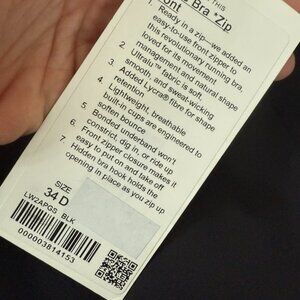 THIS
Bra *Zip
Front
1. Ready in a zip—we added an
easy-to-use front zipper to
this revolutionary running bra,
loved for its movement
management and natural shape
2 Ultralu™ fabric is soft,
smooth, and sweat-wicking
3 Added Lycra® fibre for shape
retention
4 Lightweight, breathable
built-in cups are engineered to
soften bounce
5 Bonded underband won't
constrict, dig in, or ride up
6 Front zipper closure makes it
easy to put on and take off
7 Hidden bra hook holds the
opening in place as you zip up
SIZE
34 D
LW2APGS BLK
000003814153